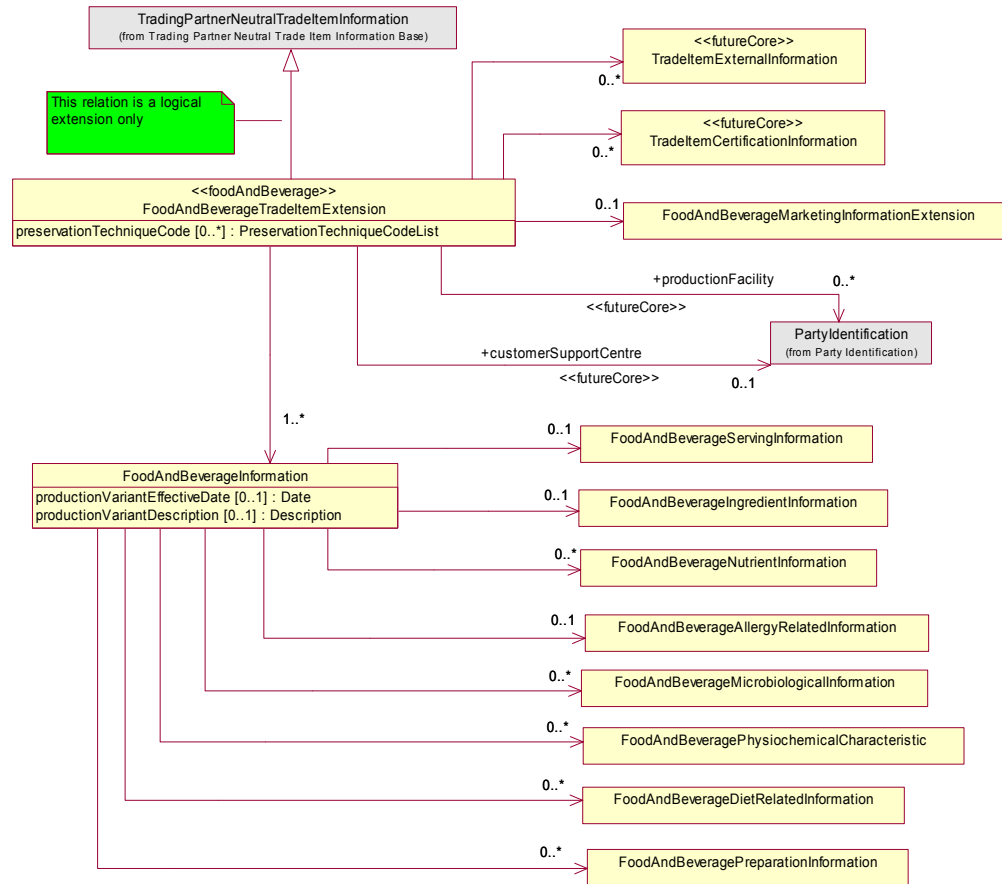 TradingPartnerNeutralTradeItemInformation
(from Trading Partner Neutral Trade Item Information Base)
<<futureCore>>
TradeItemExternalInformation
0..*
This relation is a logical
extension only
<<futureCore>>
TradeItemCertificationInformation
0..*
<<foodAndBeverage>>
FoodAndBeverageTradeItemExtension
preservationTechniqueCode [0..*] : PreservationTechniqueCodeList
0..1
FoodAndBeverageMarketingInformationExtension
+productionFacility
0..*
<<futureCore>>
PartyIdentification
(from Party Identification)
+customerSupportCentre
<<futureCore>>
0..1
1..*
0..1
FoodAndBeverageServingInformation
FoodAndBeverageInformation
productionVariantEffectiveDate [0..1] : Date
productionVariantDescription [0..1] : Description
0..1
FoodAndBeverageIngredientInformation
0..*
FoodAndBeverageNutrientInformation
0..1
FoodAndBeverageAllergyRelatedInformation
0..*
FoodAndBeverageMicrobiologicalInformation
0..*
FoodAndBeveragePhysiochemicalCharacteristic
0..*
FoodAndBeverageDietRelatedInformation
0..*
FoodAndBeveragePreparationInformation